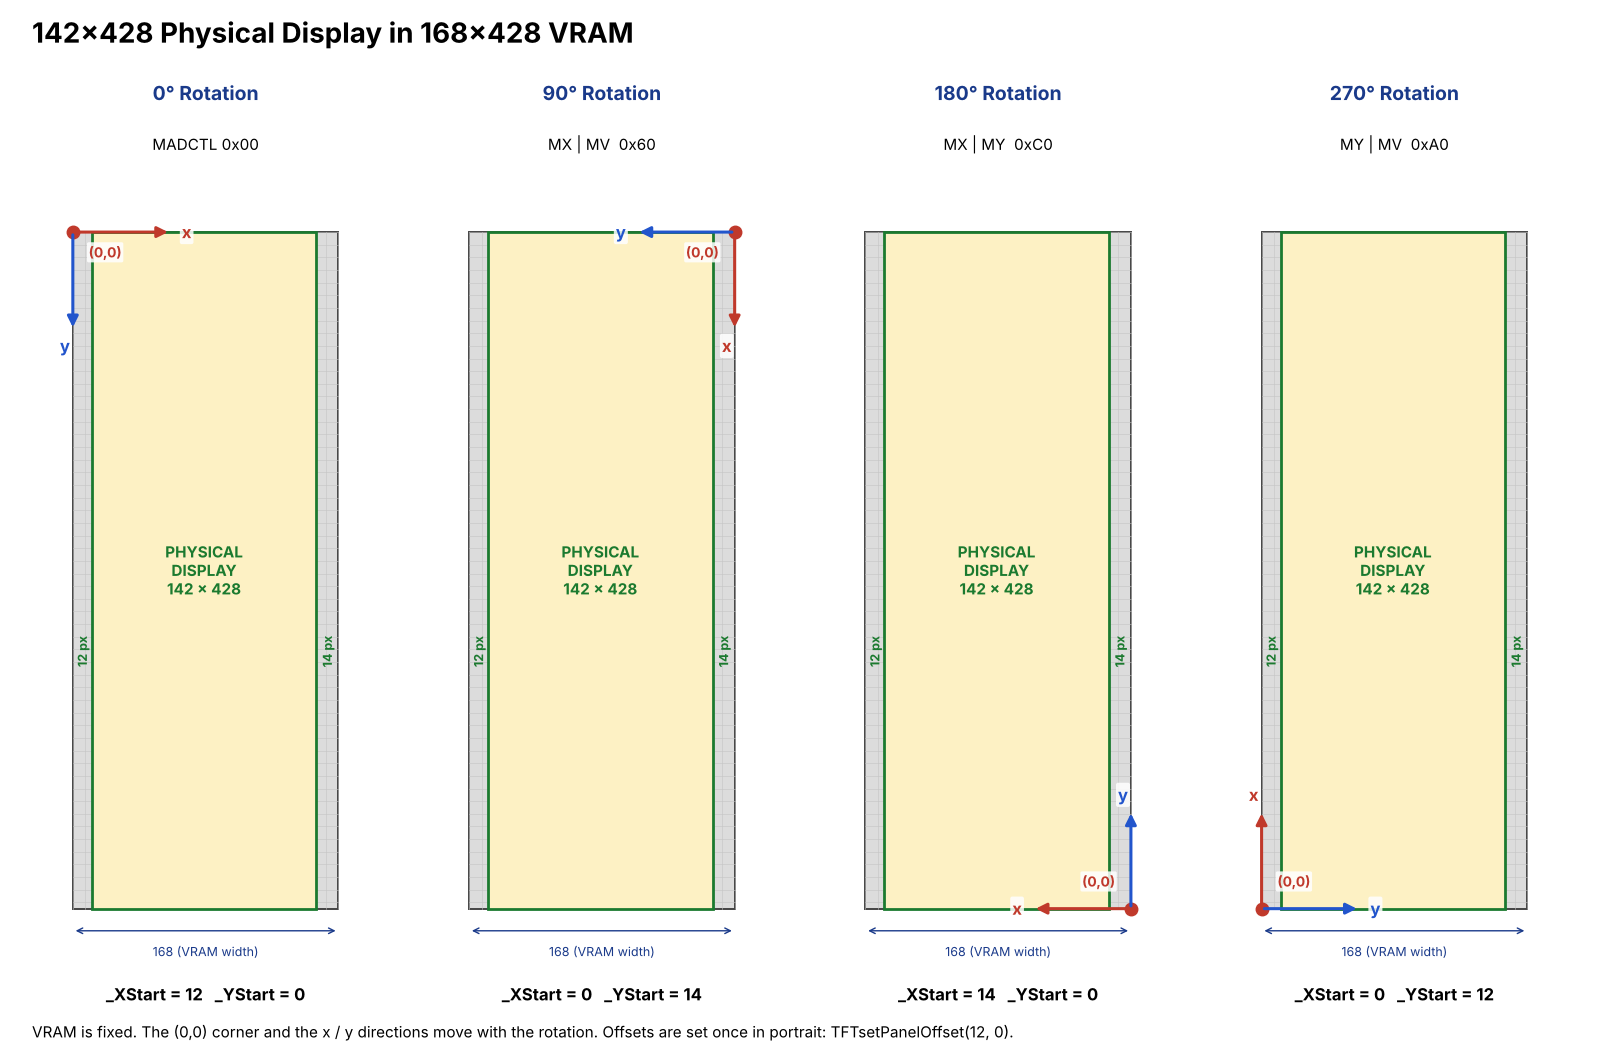 142×428 Physical Display in 168×428 VRAM
0° Rotation
MADCTL 0x00
x
(0,0)
y
PHYSICAL
DISPLAY
142 × 428
12 px
14 px
168 (VRAM width)
_XStart = 12 _YStart = 0
90° Rotation
MX | MV 0x60
y
(0,0)
x
PHYSICAL
DISPLAY
142 × 428
12 px
14 px
168 (VRAM width)
_XStart = 0 _YStart = 14
180° Rotation
MX | MY 0xC0
PHYSICAL
DISPLAY
142 × 428
12 px
14 px
y
(0,0)
x
168 (VRAM width)
_XStart = 14 _YStart = 0
270° Rotation
MY | MV 0xA0
PHYSICAL
DISPLAY
142 × 428
12 px
14 px
x
(0,0)
y
168 (VRAM width)
_XStart = 0 _YStart = 12
VRAM is fixed. The (0,0) corner and the x / y directions move with the rotation. Offsets are set once in portrait: TFTsetPanelOffset(12, 0).